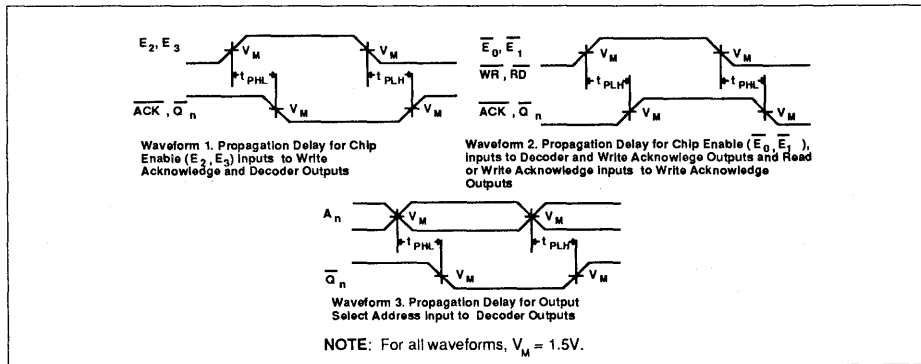 E2, E3
VM
VM
tPHL
tPLH
ACK, Qn
VM
VM
Waveform 1. Propagation Delay for Chip
Enable (E2, E3) Inputs to Write
Acknowledge and Decoder Outputs
E0, E1
WR, RD
VM
VM
tPLH
tPHL
ACK, Qn
VM
VM
Waveform 2. Propagation Delay for Chip Enable (E0, E1),
Inputs to Decoder and Write Acknowlege Outputs and Read
or Write Acknowledge Inputs to Write Acknowledge
Outputs
An
VM
VM
tPHL
tPLH
Qn
VM
VM
Waveform 3. Propagation Delay for Output
Select Address Input to Decoder Outputs
NOTE: For all waveforms, VM = 1.5V.